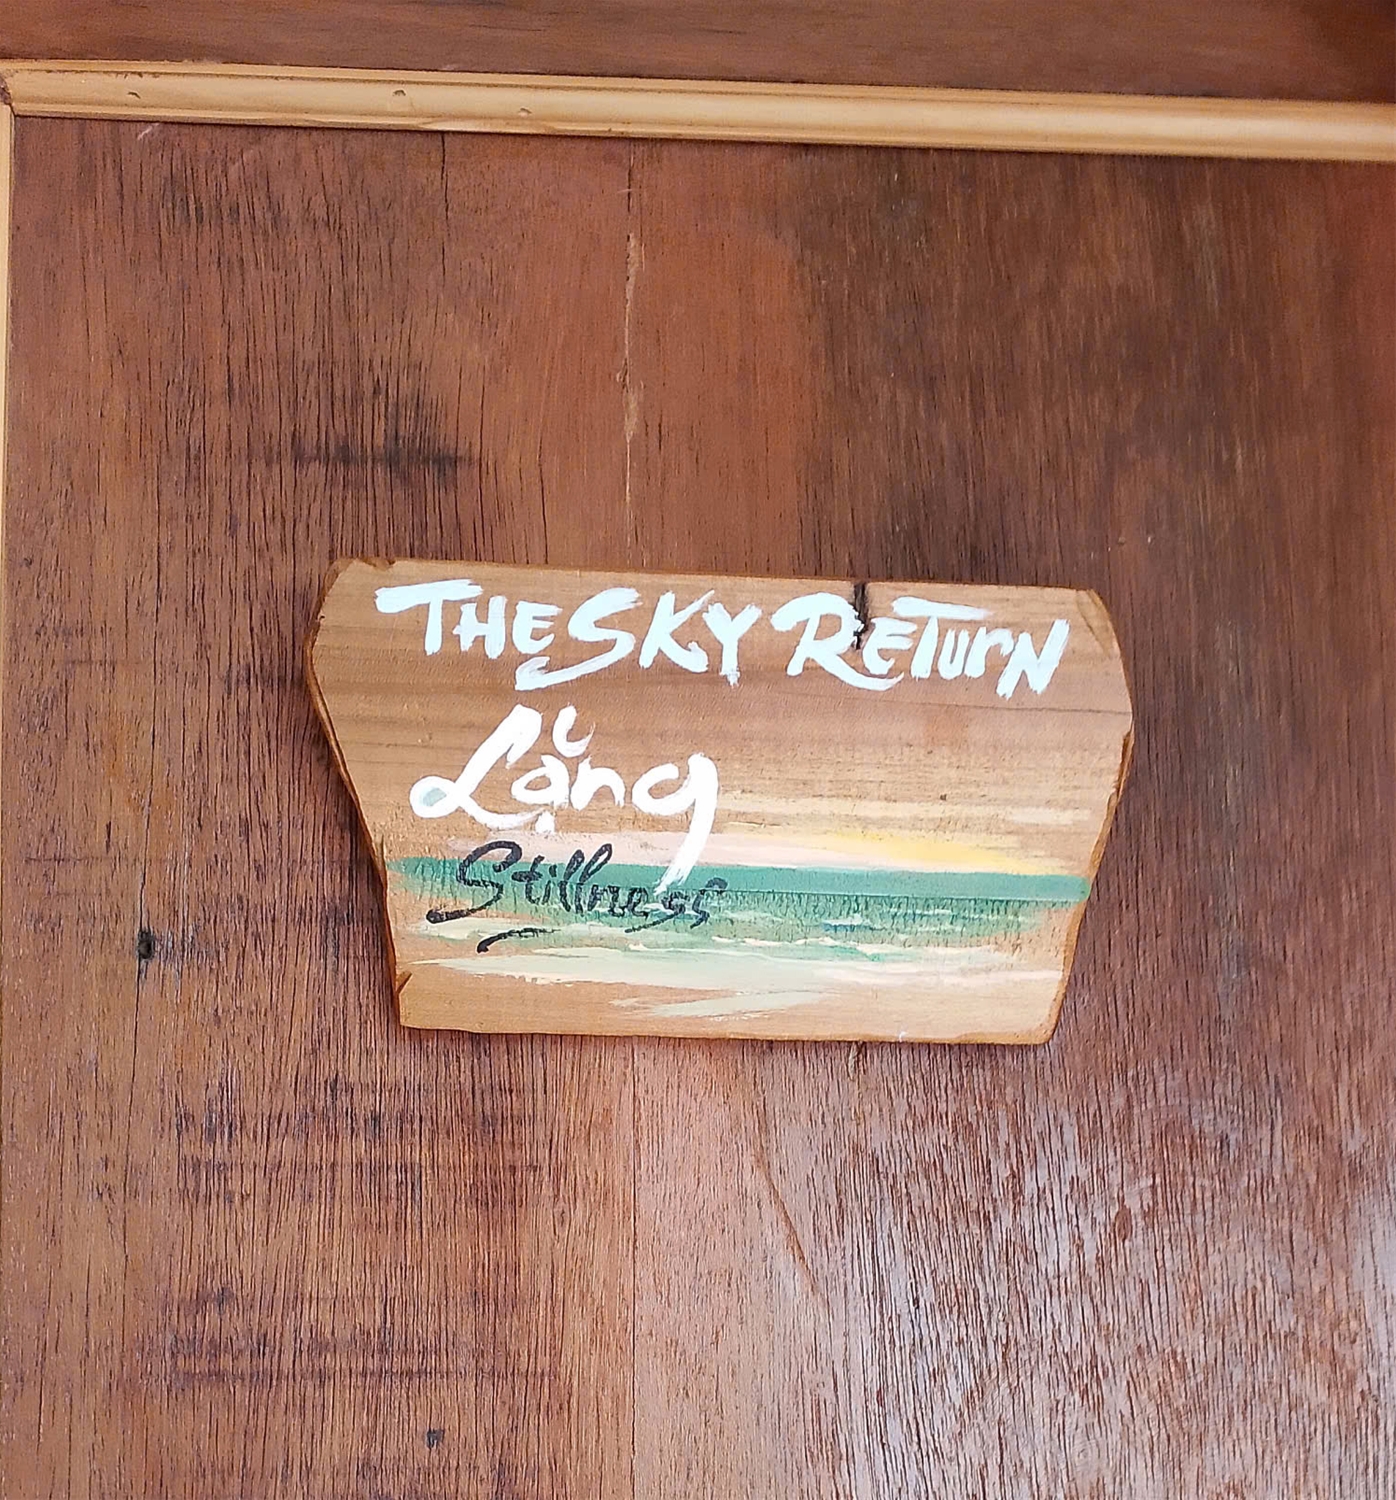 THE SKY RETURN
Lặng
Stillness